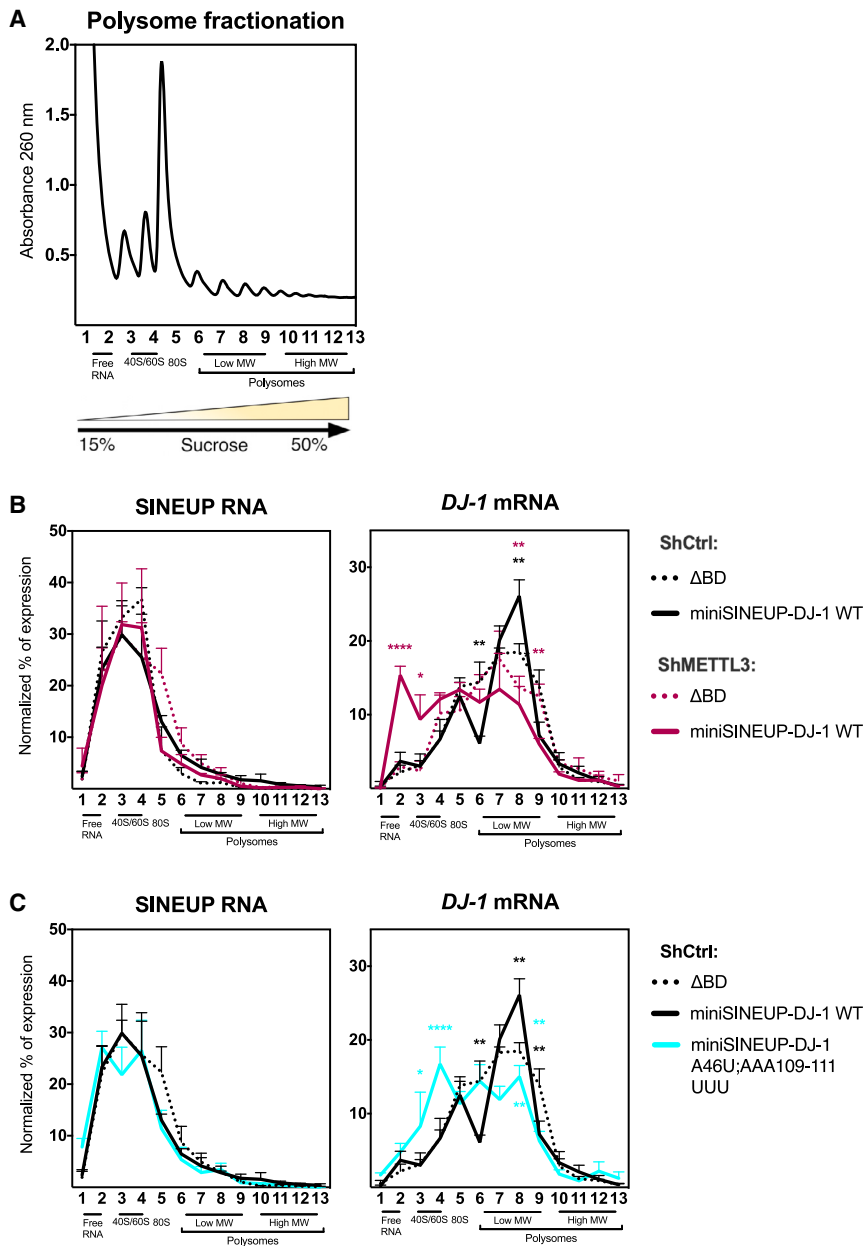 A
Polysome fractionation
Absorbance 260 nm
2.0
1.5
1.0
0.5
1 2 3 4 5 6 7 8 9 10 11 12 13
Free RNA
40S/60S
80S
Low MW
High MW
Polysomes
15% Sucrose 50%
B
SINEUP RNA
DJ-1 mRNA
Normalized % of expression
50
40
30
20
10
1 2 3 4 5 6 7 8 9 10 11 12 13
Free RNA
40S/60S
80S
Low MW
High MW
Polysomes
30
20
10
****
*
**
**
**
**
1 2 3 4 5 6 7 8 9 10 11 12 13
Free RNA
40S/60S
80S
Low MW
High MW
Polysomes
ShCtrl:
ΔBD
miniSINEUP-DJ-1 WT
ShMETTL3:
ΔBD
miniSINEUP-DJ-1 WT
C
SINEUP RNA
DJ-1 mRNA
Normalized % of expression
50
40
30
20
10
1 2 3 4 5 6 7 8 9 10 11 12 13
Free RNA
40S/60S
80S
Low MW
High MW
Polysomes
30
20
10
*
****
**
**
**
**
**
1 2 3 4 5 6 7 8 9 10 11 12 13
Free RNA
40S/60S
80S
Low MW
High MW
Polysomes
ShCtrl:
ΔBD
miniSINEUP-DJ-1 WT
miniSINEUP-DJ-1
A46U;AAA109-111
UUU